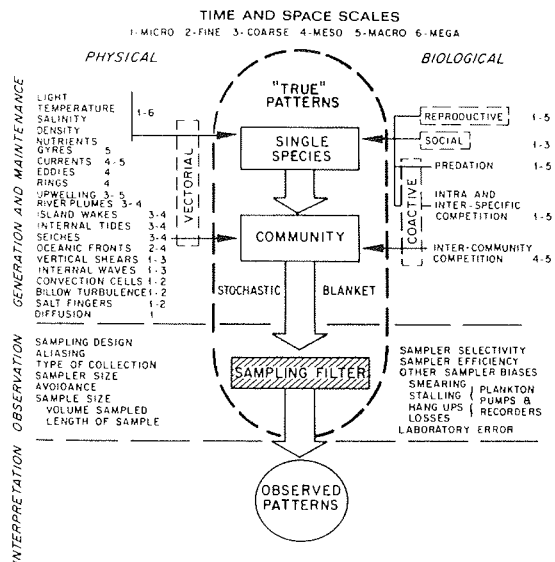 TIME AND SPACE SCALES
1-MICRO 2-FINE 3-COARSE 4-MESO 5-MACRO 6-MEGA
PHYSICAL
BIOLOGICAL
GENERATION AND MAINTENANCE
LIGHT
TEMPERATURE
SALINITY
DENSITY
NUTRIENTS
1-6
GYRES 5
CURRENTS 4-5
EDDIES 4
RINGS 4
UPWELLING 3-5
RIVER PLUMES 3-4
ISLAND WAKES 3-4
INTERNAL TIDES 3-4
SEICHES 3-4
OCEANIC FRONTS 2-4
VERTICAL SHEARS 1-3
INTERNAL WAVES 1-3
CONVECTION CELLS 1-2
BILLOW TURBULENCE 1-2
SALT FINGERS 1-2
DIFFUSION 1
VECTORIAL
"TRUE"
PATTERNS
SINGLE
SPECIES
COMMUNITY
STOCHASTIC BLANKET
REPRODUCTIVE 1-5
SOCIAL 1-3
PREDATION 1-5
INTRA AND
INTER-SPECIFIC
COMPETITION 1-5
COACTIVE
INTER-COMMUNITY
COMPETITION 4-5
OBSERVATION
SAMPLING DESIGN
ALIASING
TYPE OF COLLECTION
SAMPLER SIZE
AVOIDANCE
SAMPLE SIZE
VOLUME SAMPLED
LENGTH OF SAMPLE
SAMPLING FILTER
SAMPLER SELECTIVITY
SAMPLER EFFICIENCY
OTHER SAMPLER BIASES
SMEARING
STALLING
HANG UPS
LOSSES
PLANKTON
PUMPS &
RECORDERS
LABORATORY ERROR
INTERPRETATION
OBSERVED
PATTERNS